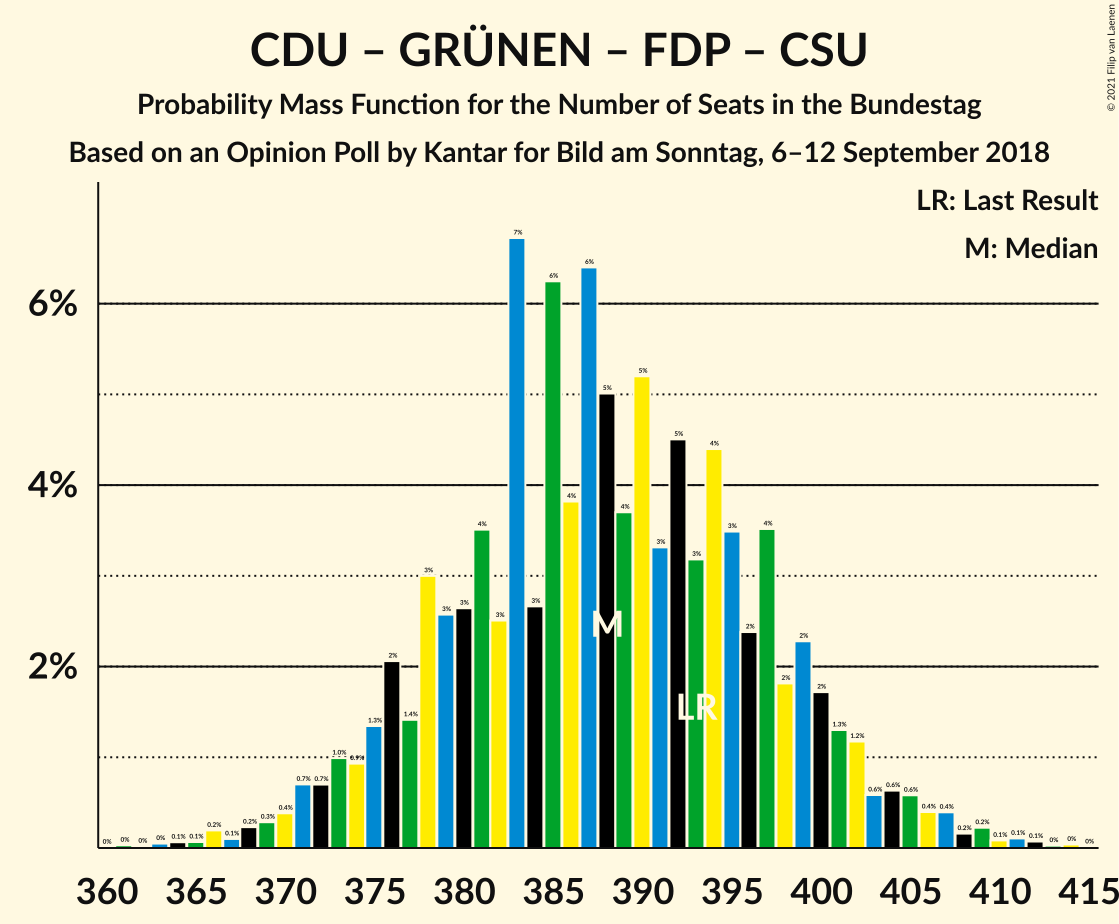 CDU – GRÜNEN – FDP – CSU
Probability Mass Function for the Number of Seats in the Bundestag
Based on an Opinion Poll by Kantar for Bild am Sonntag, 6–12 September 2018
© 2021 Filip van Laenen
LR: Last Result
M: Median
6%
4%
2%
0% 0% 0% 0% 0.1% 0.1% 0.2% 0.1% 0.2% 0.3% 0.4% 0.7% 0.7% 1.0% 0.9% 1.3% 2% 1.4% 3% 3% 3% 4% 3% 7% 3% 6% 4% 6% 5% 4% 5% 3% 5% 3% 4% 3% 2% 4% 2% 2% 2% 1.3% 1.2% 0.6% 0.6% 0.6% 0.4% 0.4% 0.2% 0.2% 0.1% 0.1% 0.1% 0% 0% 0%
M
LR
360 365 370 375 380 385 390 395 400 405 410 415